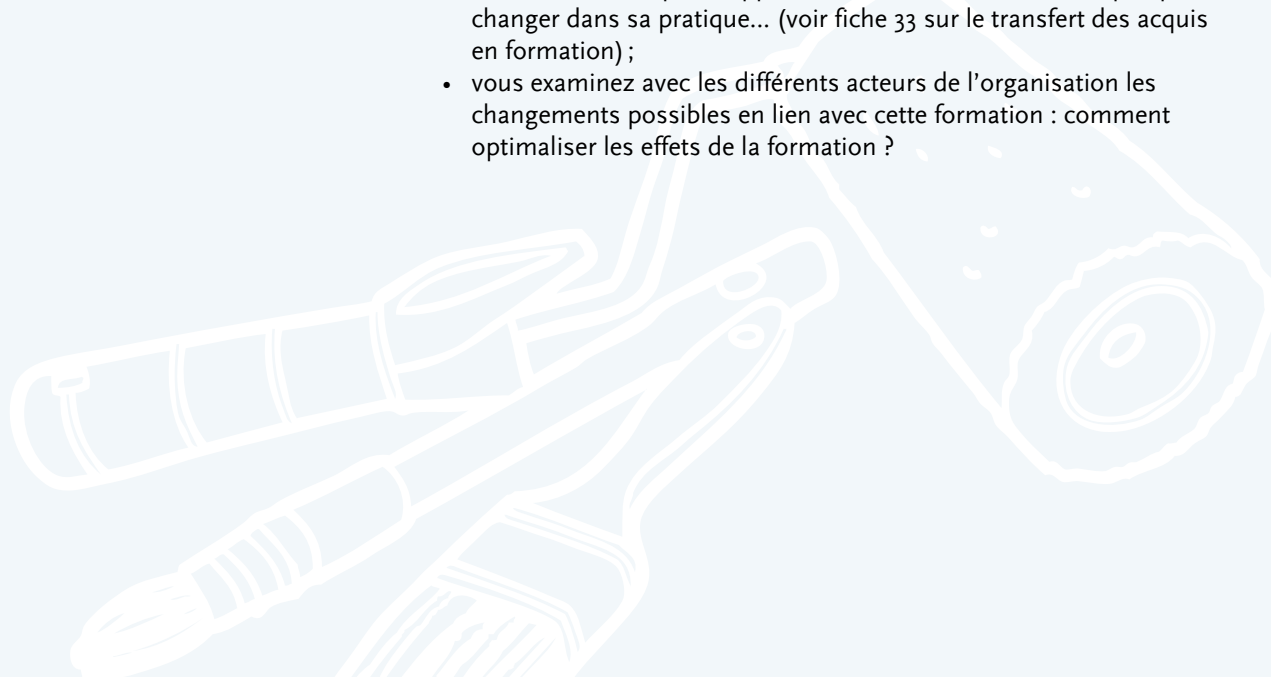 changer dans sa pratique… (voir fiche 33 sur le transfert des acquis
en formation) ;
• vous examinez avec les différents acteurs de l’organisation les
changements possibles en lien avec cette formation : comment
optimaliser les effets de la formation ?